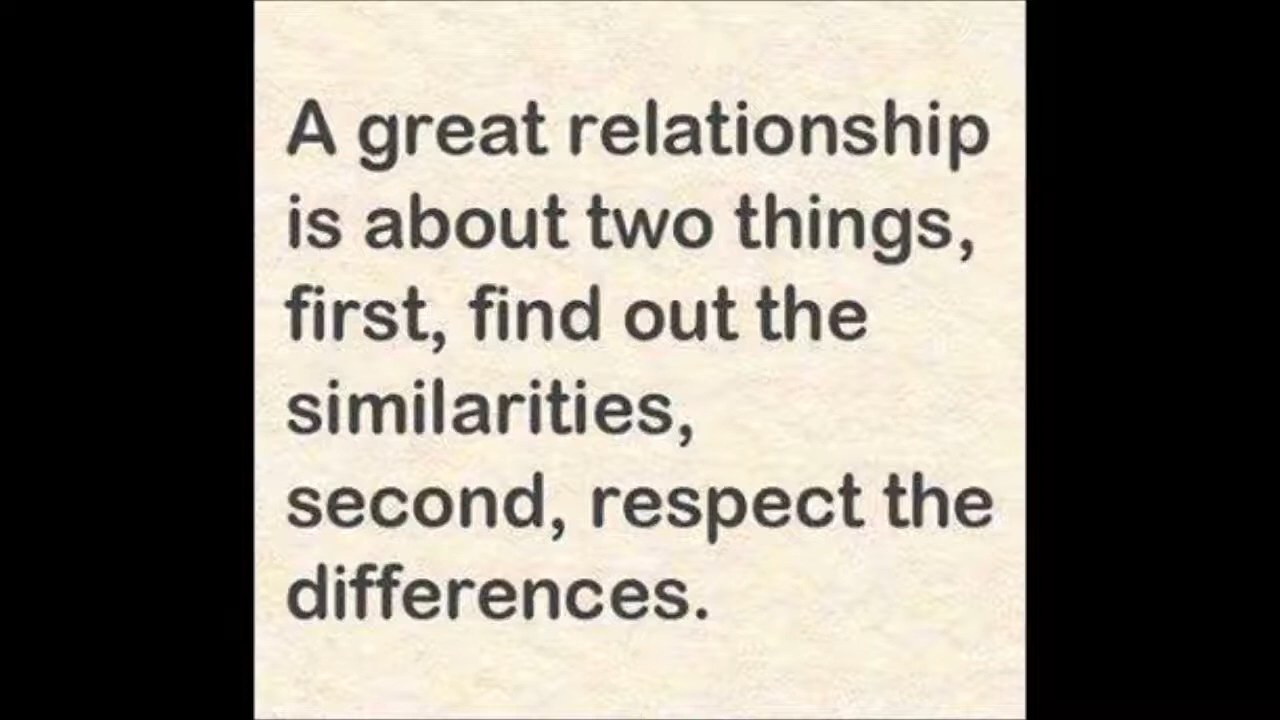 A great relationship
is about two things,
first, find out the
similarities,
second, respect the
differences.